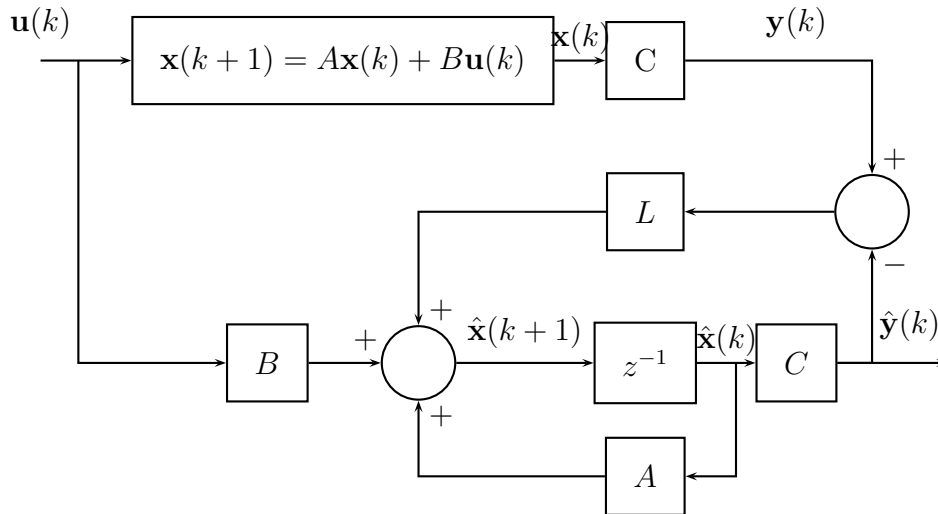 u(k)
x(k + 1) = Ax(k) + Bu(k)
x(k)
C
y(k)
+
L
−
+
x̂(k + 1)
x̂(k)
ŷ(k)
B
+
z⁻¹
C
+
A